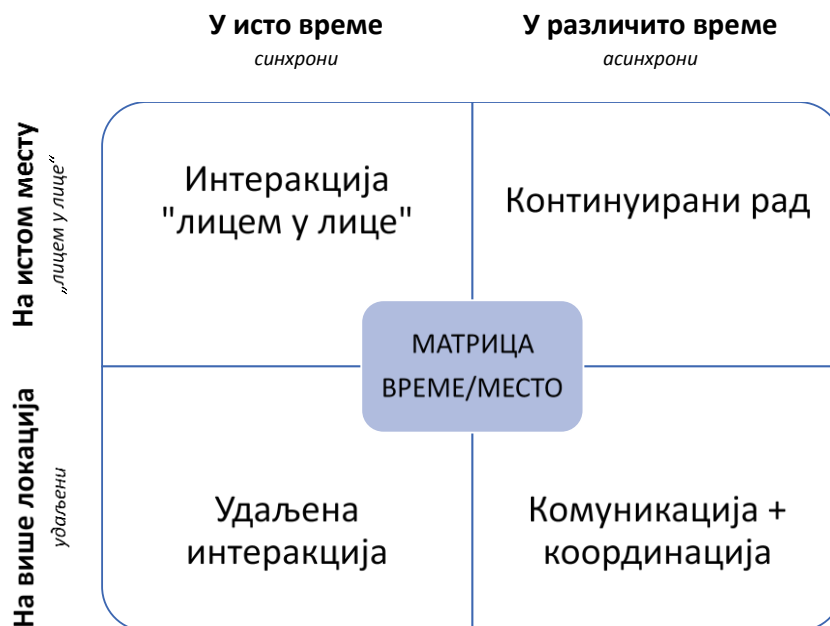 У исто време
У различито време
синхрони
асинхрони
На истом месту
„лицем у лице“
Интеракција
"лицем у лице"
Континуирани рад
МАТРИЦА
ВРЕМЕ/МЕСТО
На више локација
удаљени
Удаљена
интеракција
Комуникација +
координација